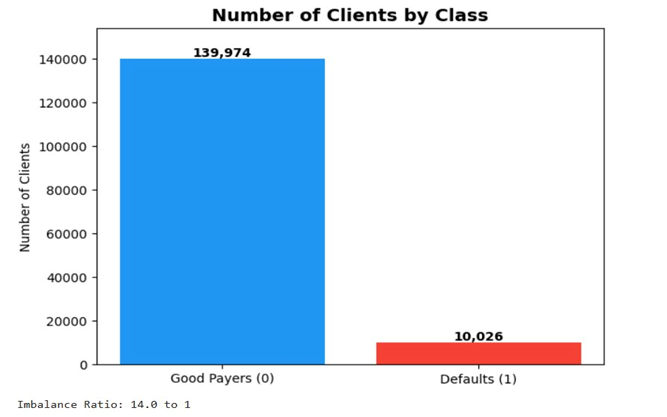 Number of Clients by Class
139,974
10,026
Number of Clients
140000
120000
100000
80000
60000
40000
20000
0
Good Payers (0)
Defaults (1)
Imbalance Ratio: 14.0 to 1